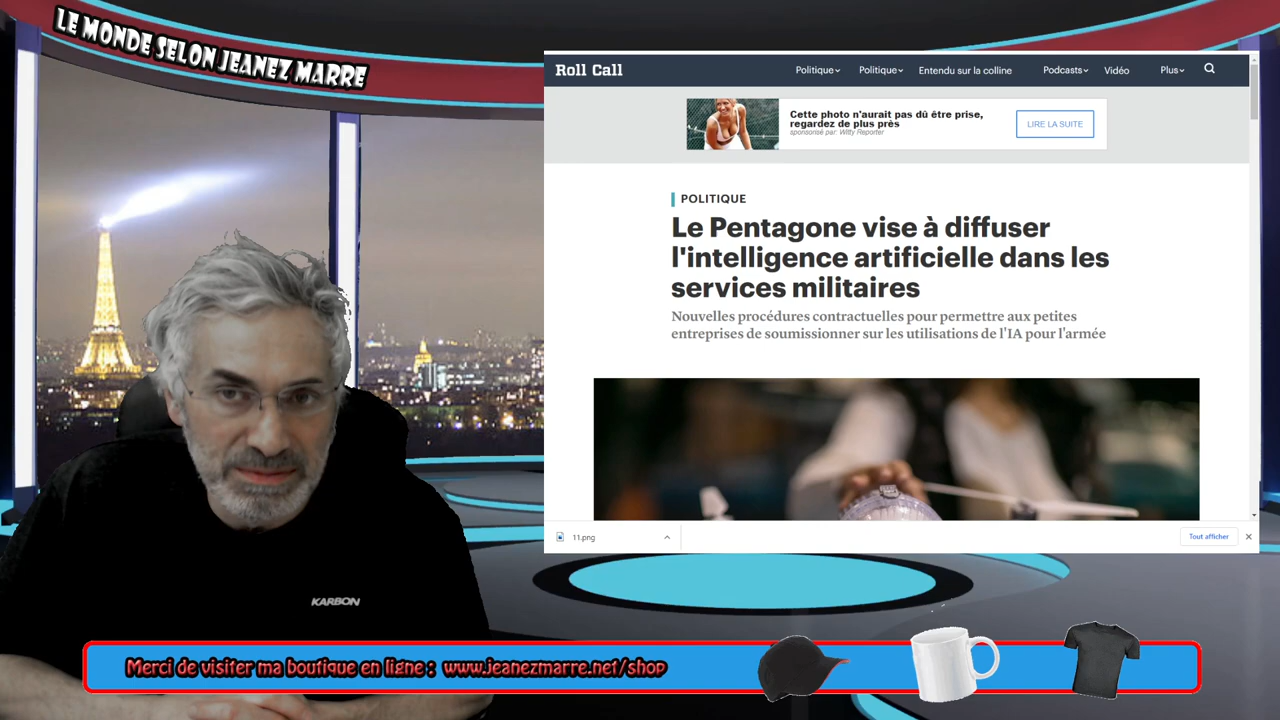 LE MONDE SELON JEANEZ MARRE
Roll Call
Politique
Politique
Entendu sur la colline
Podcasts
Vidéo
Plus
Cette photo n'aurait pas dû être prise,
regardez de plus près
sponsorisé par: Witty Reporter
LIRE LA SUITE
POLITIQUE
Le Pentagone vise à diffuser
l'intelligence artificielle dans les
services militaires
Nouvelles procédures contractuelles pour permettre aux petites
entreprises de soumissionner sur les utilisations de l'IA pour l'armée
11.png
Tout afficher
KARBON
Merci de visiter ma boutique en ligne : www.jeanezmarre.net/shop